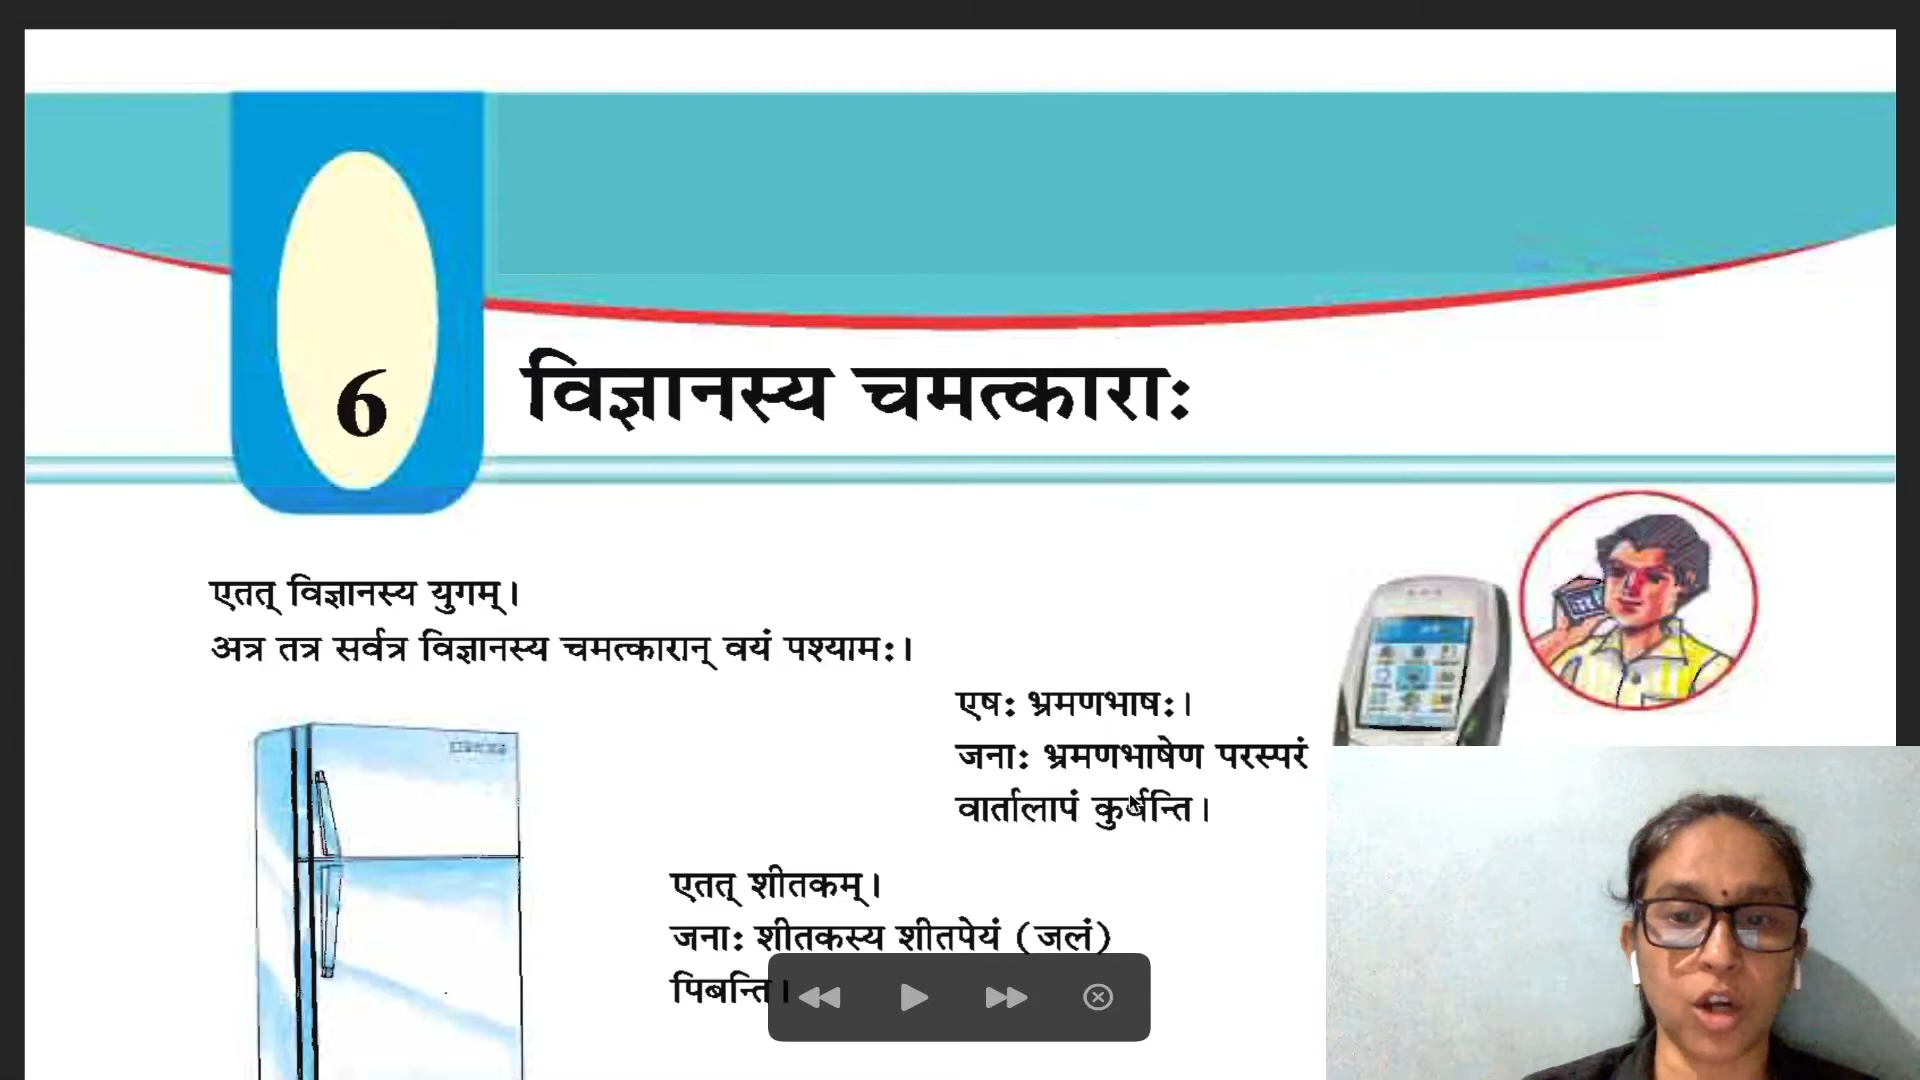 6
विज्ञानस्य चमत्काराः
एतत् विज्ञानस्य युगम्।
अत्र तत्र सर्वत्र विज्ञानस्य चमत्कारान् वयं पश्यामः।
एषः भ्रमणभाषः।
जनाः भ्रमणभाषेण परस्परं
वार्तालापं कुर्वन्ति।
एतत् शीतकम्।
जनाः शीतकस्य शीतपेयं (जलं)
पिबन्ति।